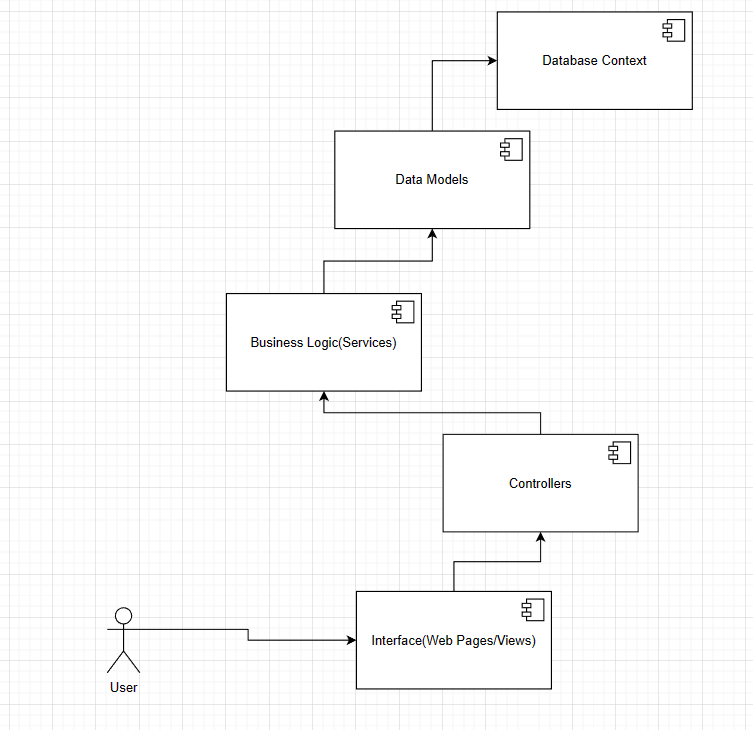 Database Context
Data Models
Business Logic(Services)
Controllers
Interface(Web Pages/Views)
User